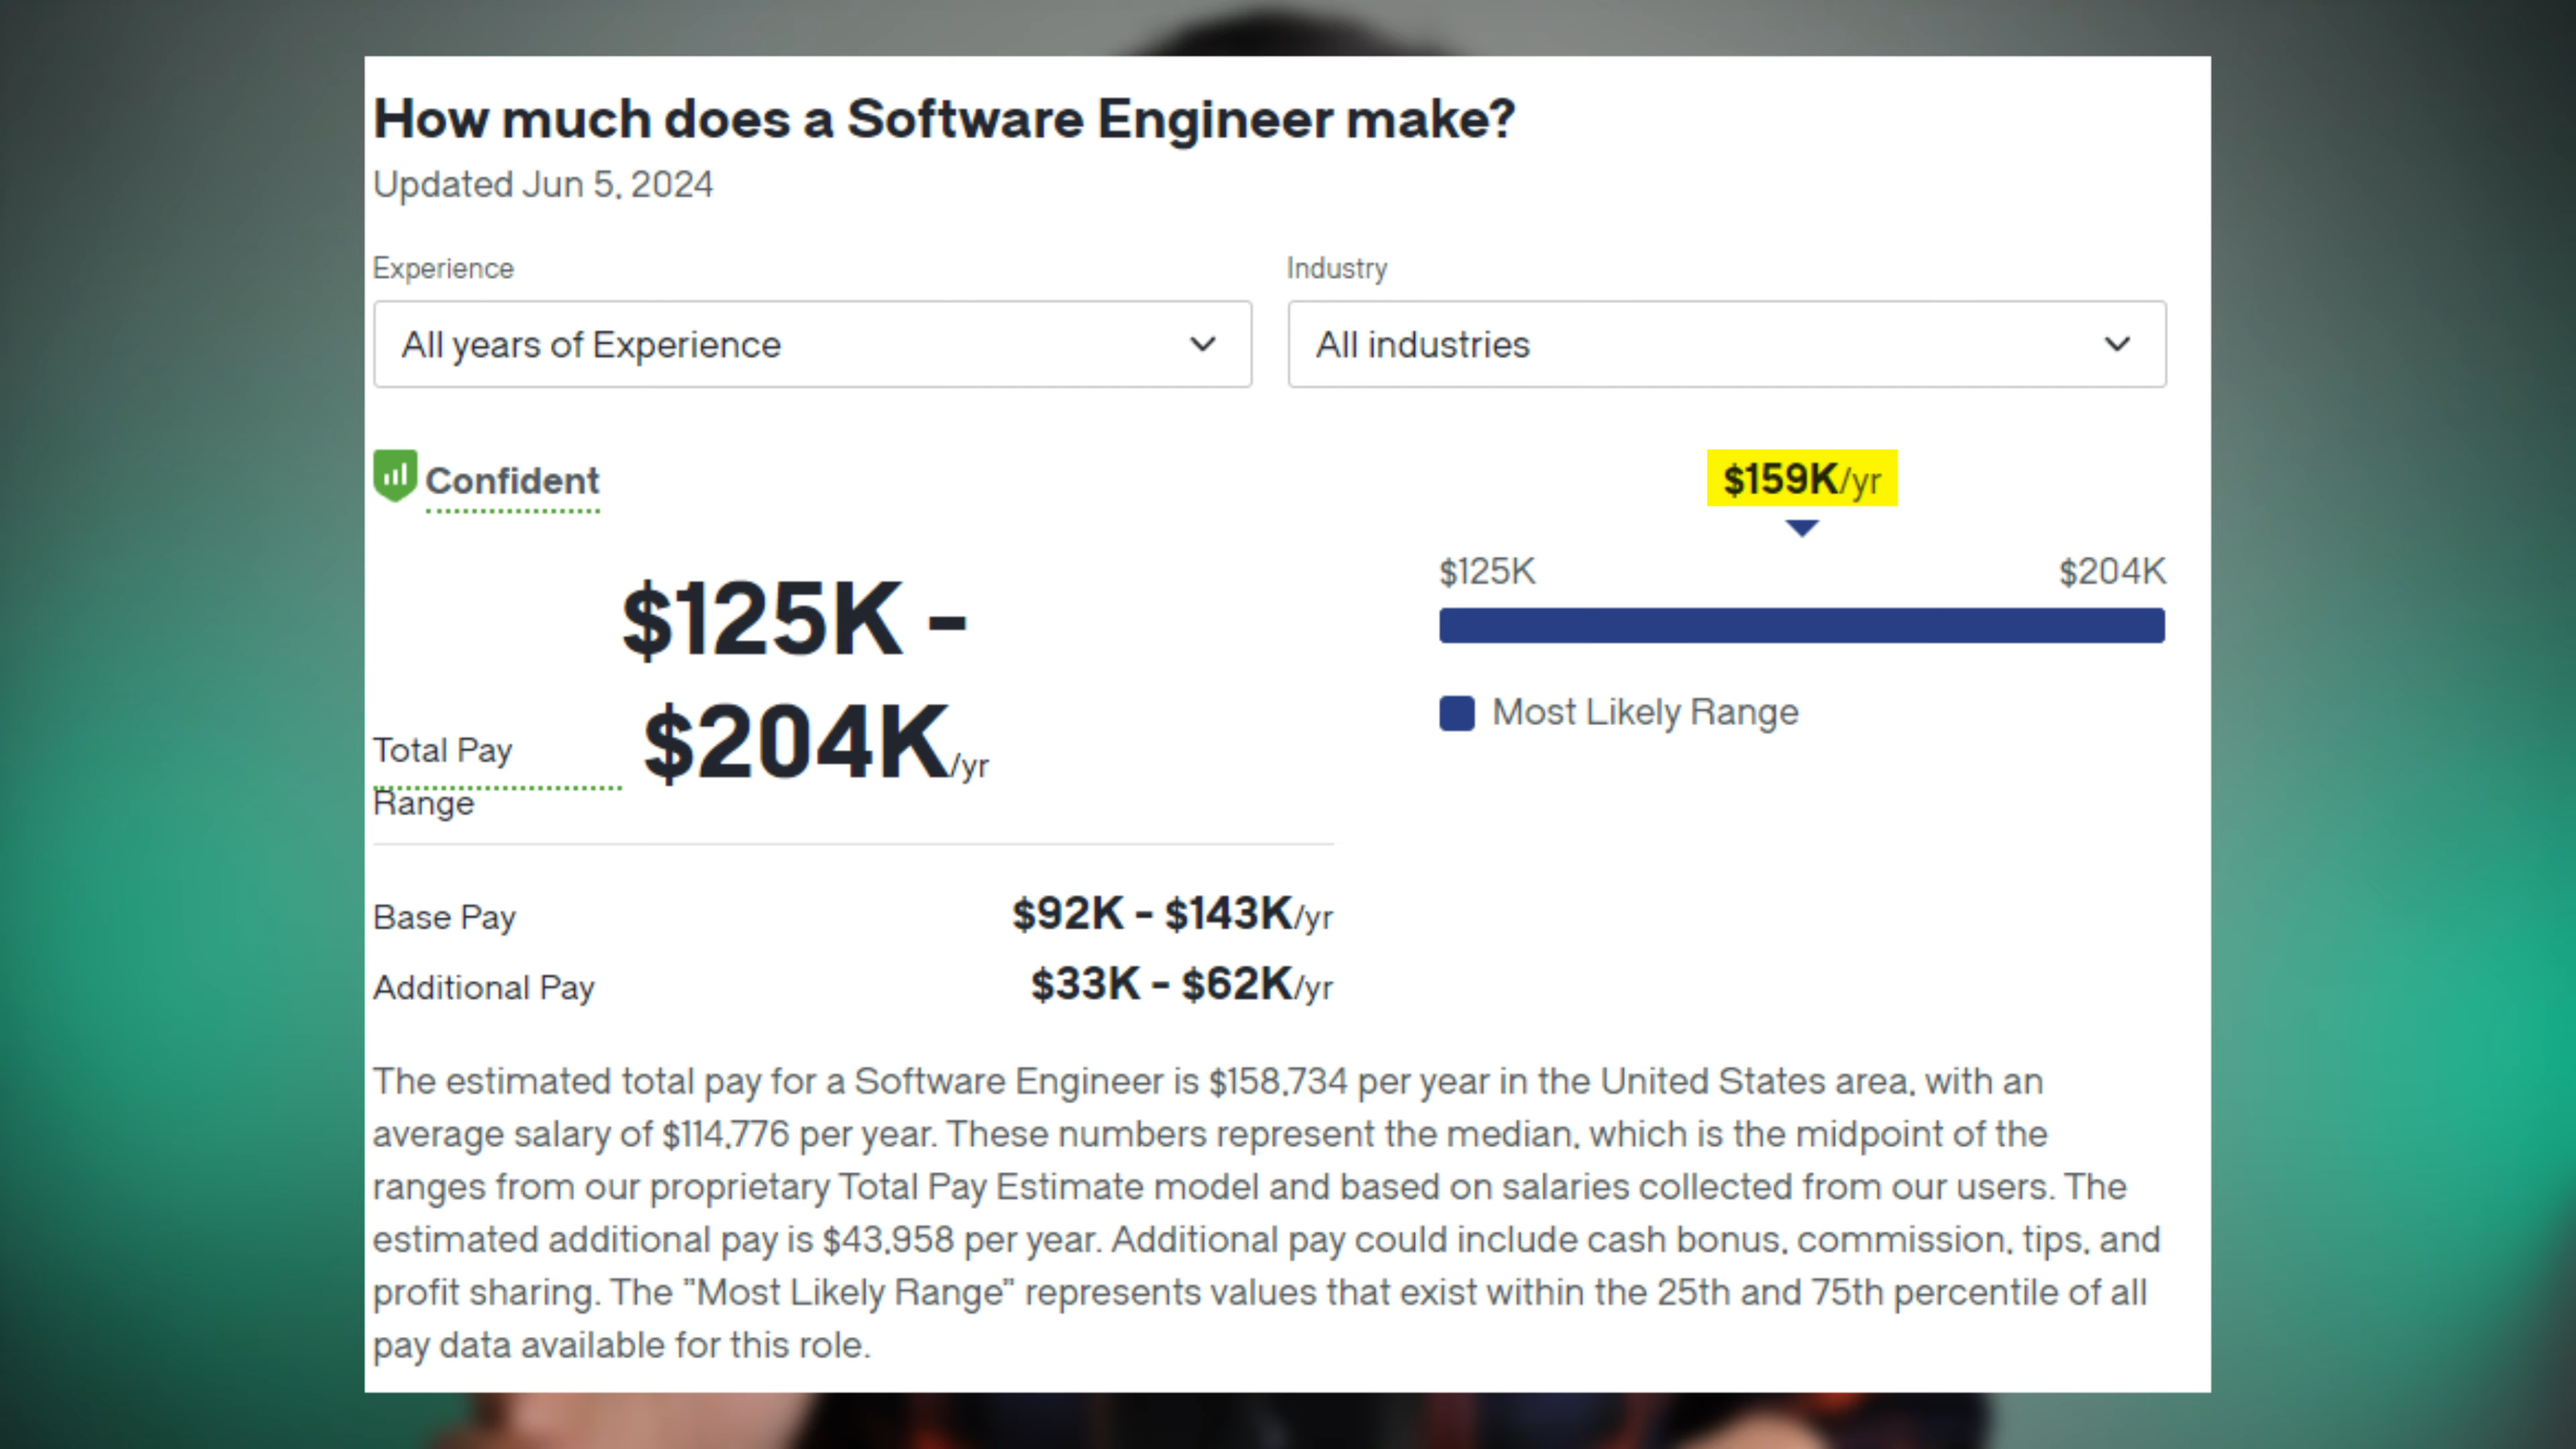 How much does a Software Engineer make?
Updated Jun 5, 2024
Experience
Industry
All years of Experience
All industries
Confident
$159K/yr
$125K
$204K
$125K -
$204K/yr
Most Likely Range
Total Pay
Range
Base Pay
$92K - $143K/yr
Additional Pay
$33K - $62K/yr
The estimated total pay for a Software Engineer is $158,734 per year in the United States area, with an
average salary of $114,776 per year. These numbers represent the median, which is the midpoint of the
ranges from our proprietary Total Pay Estimate model and based on salaries collected from our users. The
estimated additional pay is $43,958 per year. Additional pay could include cash bonus, commission, tips, and
profit sharing. The "Most Likely Range" represents values that exist within the 25th and 75th percentile of all
pay data available for this role.